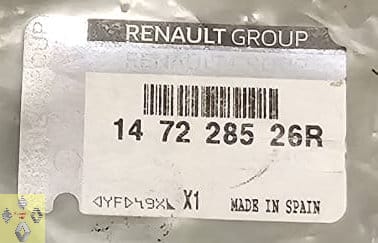 RENAULT GROUP
14 72 285 26R
X1 MADE IN SPAIN